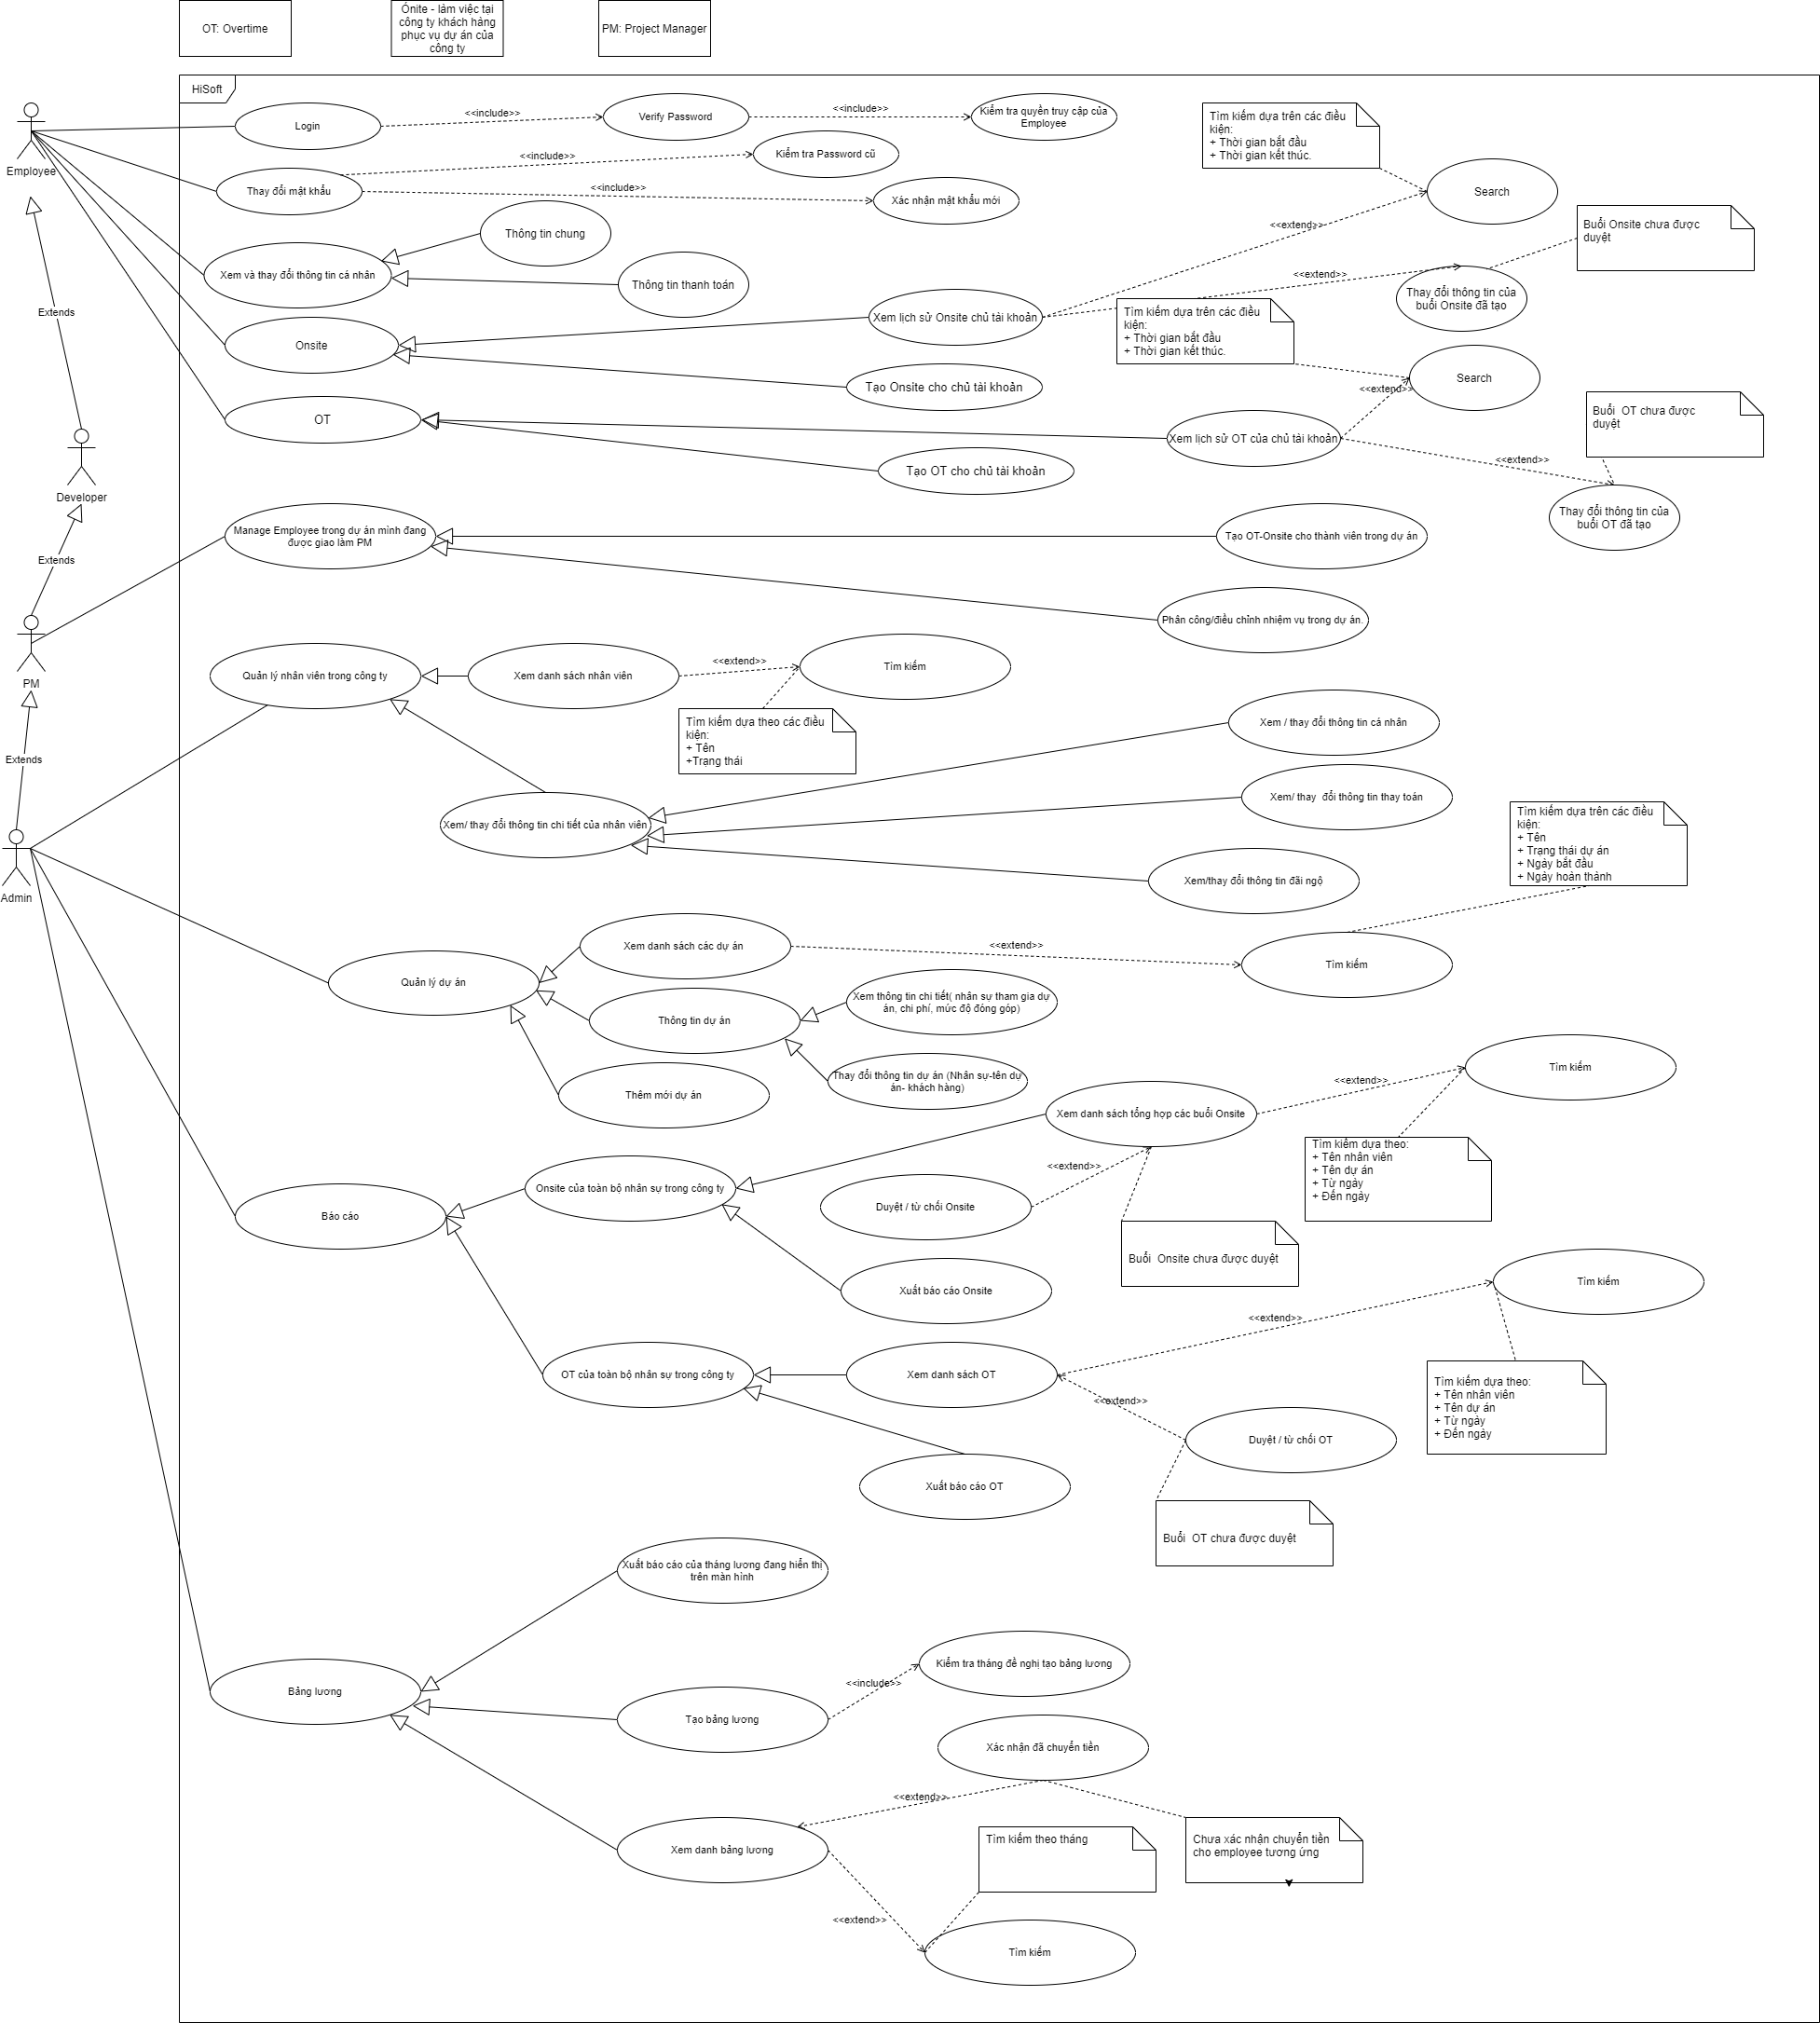 OT: Overtime
Ónite - làm việc tại
công ty khách hàng
phục vụ dự án của
công ty
PM: Project Manager
HiSoft
Employee
Login
<<include>>
Verify Password
<<include>>
Kiểm tra quyền truy cập của
Employee
Thay đổi mật khẩu
<<include>>
Kiểm tra Password cũ
<<include>>
Xác nhận mật khẩu mới
Tìm kiếm dựa trên các điều
kiện:
+ Thời gian bắt đầu
+ Thời gian kết thúc.
Search
<<extend>>
Xem và thay đổi thông tin cá nhân
Thông tin chung
Thông tin thanh toán
Buổi Onsite chưa được
duyệt
<<extend>>
Thay đổi thông tin của
buổi Onsite đã tạo
Extends
Onsite
Xem lịch sử Onsite chủ tài khoản
Tạo Onsite cho chủ tài khoản
Tìm kiếm dựa trên các điều
kiện:
+ Thời gian bắt đầu
+ Thời gian kết thúc.
Search
<<extend>>
OT
Xem lịch sử OT của chủ tài khoản
Tạo OT cho chủ tài khoản
Buổi  OT chưa được
duyệt
<<extend>>
Thay đổi thông tin của
buổi OT đã tạo
Developer
Extends
Manage Employee trong dự án mình đang
được giao làm PM
Tạo OT-Onsite cho thành viên trong dự án
Phân công/điều chỉnh nhiệm vụ trong dự án.
PM
Extends
Quản lý nhân viên trong công ty
Xem danh sách nhân viên
<<extend>>
Tìm kiếm
Tìm kiếm dựa theo các điều
kiện:
+ Tên
+Trạng thái
Xem / thay đổi thông tin cá nhân
Xem/ thay  đổi thông tin thay toán
Xem/ thay đổi thông tin chi tiết của nhân viên
Xem/thay đổi thông tin đãi ngộ
Admin
Tìm kiếm dựa trên các điều
kiện:
+ Tên
+ Trạng thái dự án
+ Ngày bắt đầu
+ Ngày hoàn thành
Quản lý dự án
Xem danh sách các dự án
<<extend>>
Tìm kiếm
Thông tin dự án
Xem thông tin chi tiết( nhân sự tham gia dự
án, chi phí, mức độ đóng góp)
Thay đổi thông tin dự án (Nhân sự-tên dự
án- khách hàng)
Thêm mới dự án
Xem danh sách tổng hợp các buổi Onsite
<<extend>>
Tìm kiếm
Tìm kiếm dựa theo:
+ Tên nhân viên
+ Tên dự án
+ Từ ngày
+ Đến ngày
Báo cáo
Onsite của toàn bộ nhân sự trong công ty
Duyệt / từ chối Onsite
<<extend>>
Buổi  Onsite chưa được duyệt
Xuất báo cáo Onsite
<<extend>>
Tìm kiếm
OT của toàn bộ nhân sự trong công ty
Xem danh sách OT
Tìm kiếm dựa theo:
+ Tên nhân viên
+ Tên dự án
+ Từ ngày
+ Đến ngày
<<extend>>
Duyệt / từ chối OT
Xuất báo cáo OT
Buổi  OT chưa được duyệt
Xuất báo cáo của tháng lương đang hiển thị
trên màn hình
Bảng lương
Tạo bảng lương
<<include>>
Kiểm tra tháng đề nghị tạo bảng lương
Xác nhận đã chuyển tiền
<<extend>>
Xem danh bảng lương
Tìm kiếm theo tháng
Chưa xác nhận chuyển tiền
cho employee tương ứng
<<extend>>
Tìm kiếm